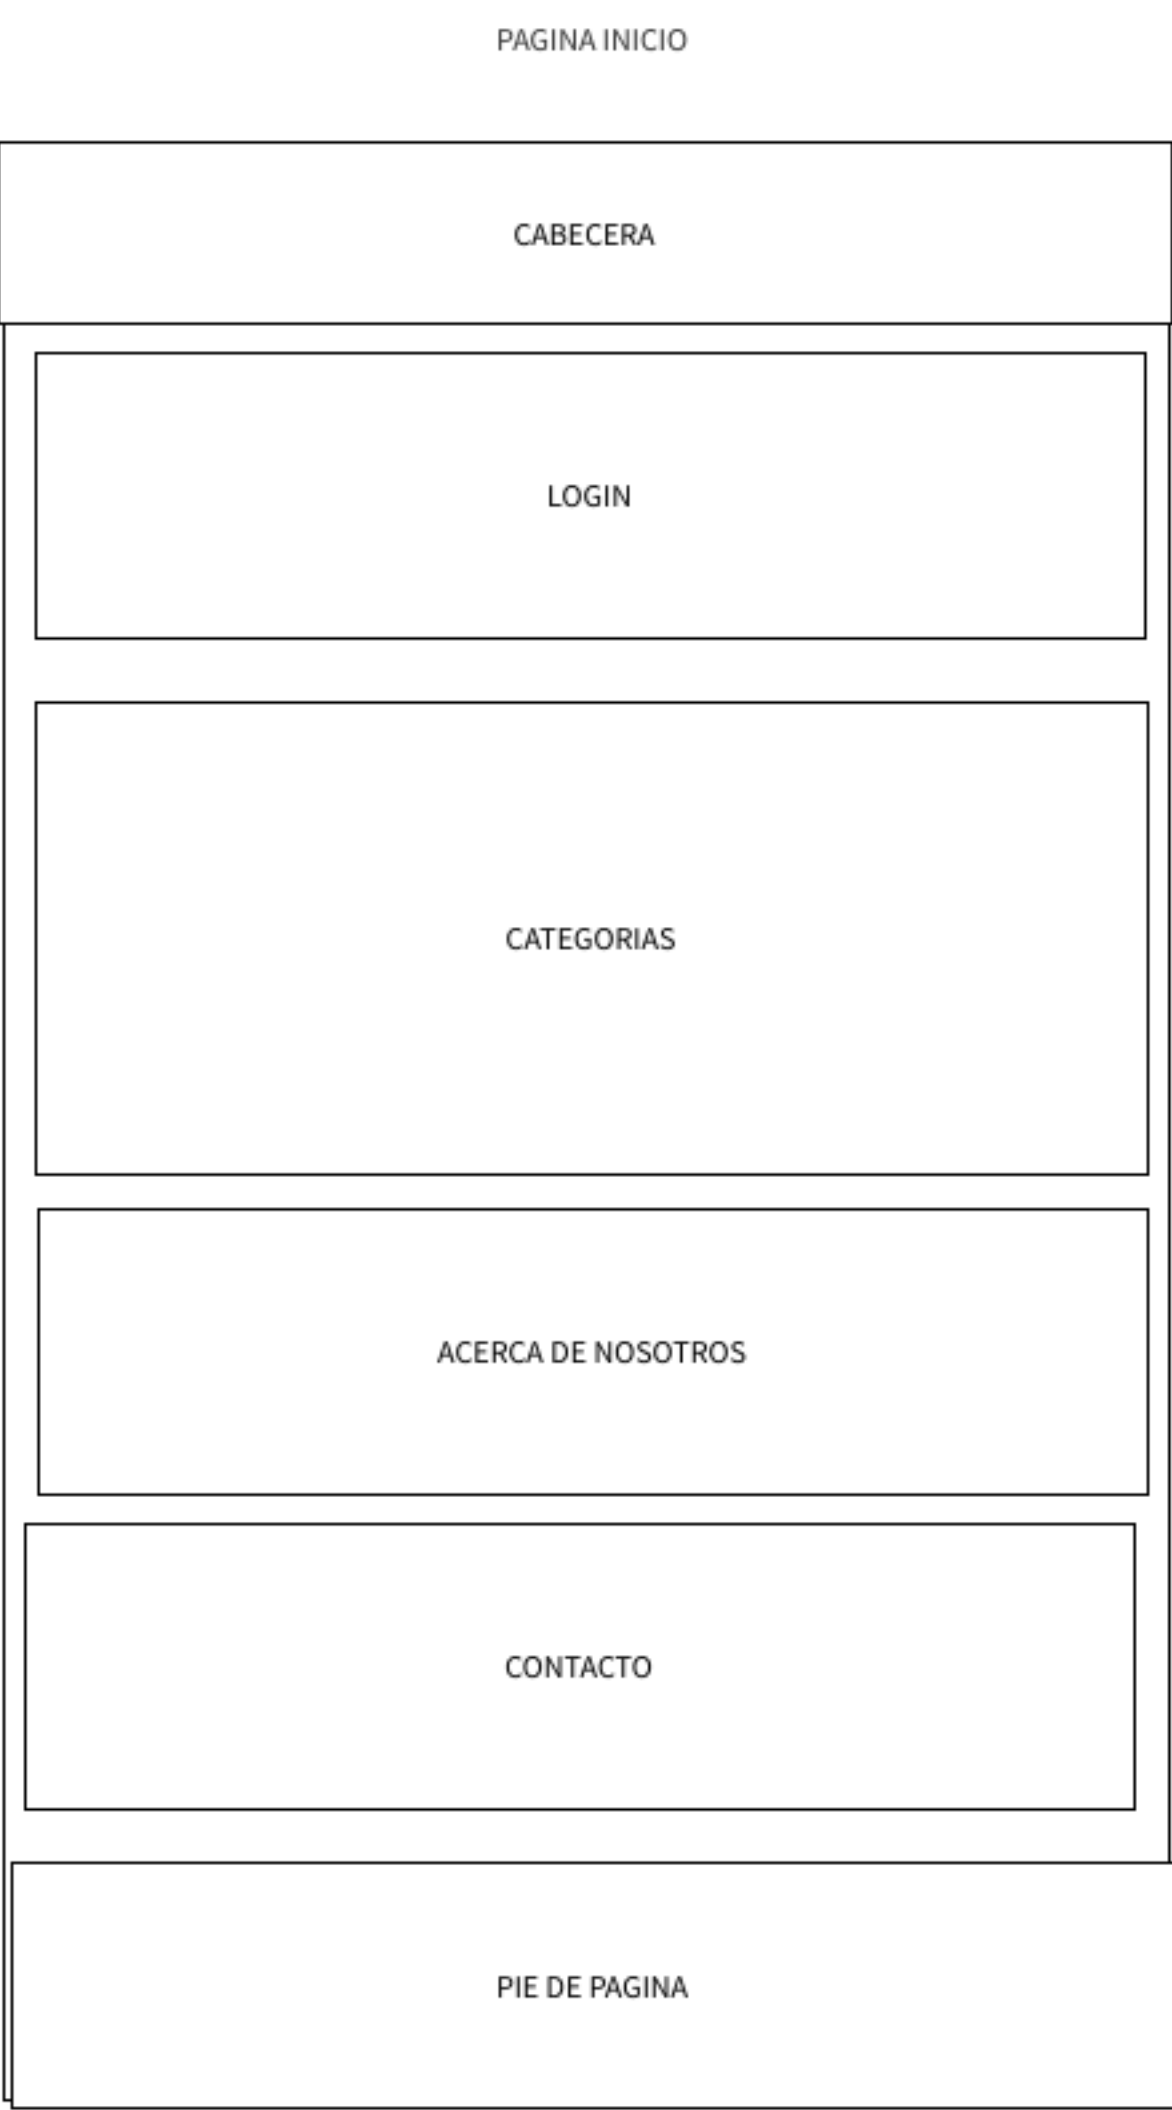 PAGINA INICIO
CABECERA
LOGIN
CATEGORIAS
ACERCA DE NOSOTROS
CONTACTO
PIE DE PAGINA